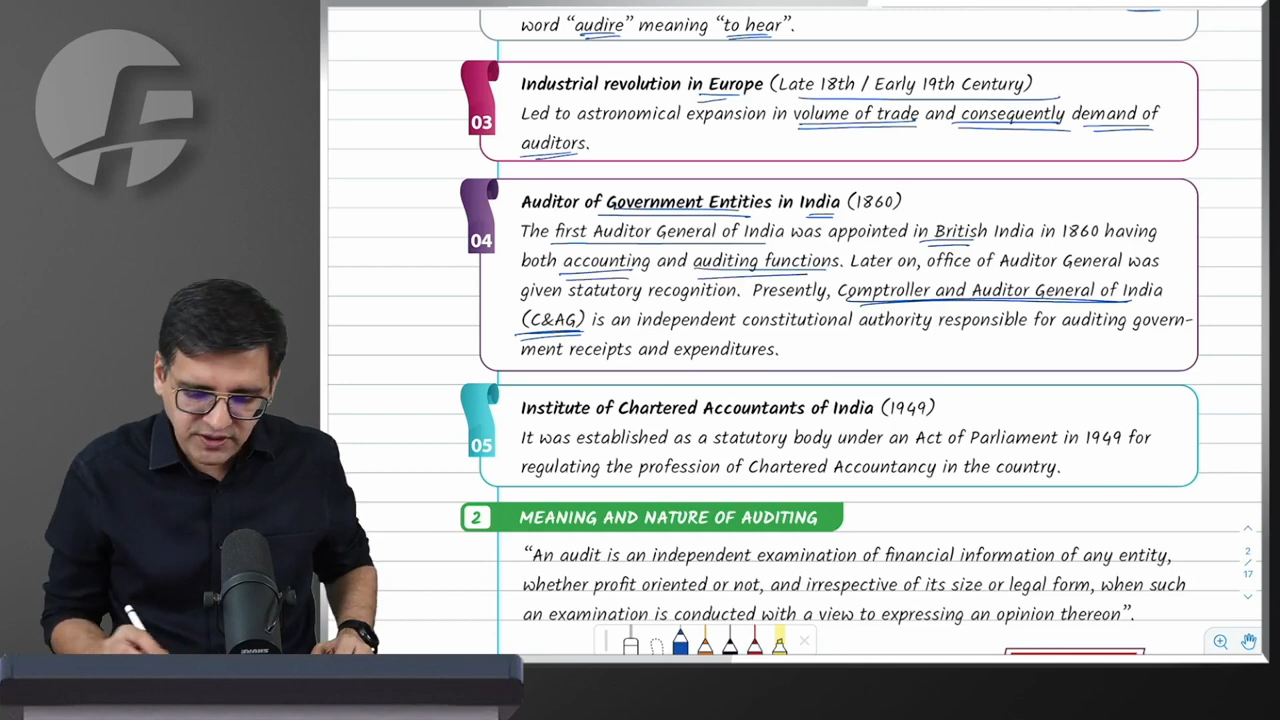 word “audire” meaning “to hear”.
03
Industrial revolution in Europe (Late 18th / Early 19th Century)
Led to astronomical expansion in volume of trade and consequently demand of
auditors.
04
Auditor of Government Entities in India (1860)
The first Auditor General of India was appointed in British India in 1860 having
both accounting and auditing functions. Later on, office of Auditor General was
given statutory recognition. Presently, Comptroller and Auditor General of India
(C&AG) is an independent constitutional authority responsible for auditing govern-
ment receipts and expenditures.
05
Institute of Chartered Accountants of India (1949)
It was established as a statutory body under an Act of Parliament in 1949 for
regulating the profession of Chartered Accountancy in the country.
2 MEANING AND NATURE OF AUDITING
“An audit is an independent examination of financial information of any entity,
whether profit oriented or not, and irrespective of its size or legal form, when such
an examination is conducted with a view to expressing an opinion thereon”.
2
/
17